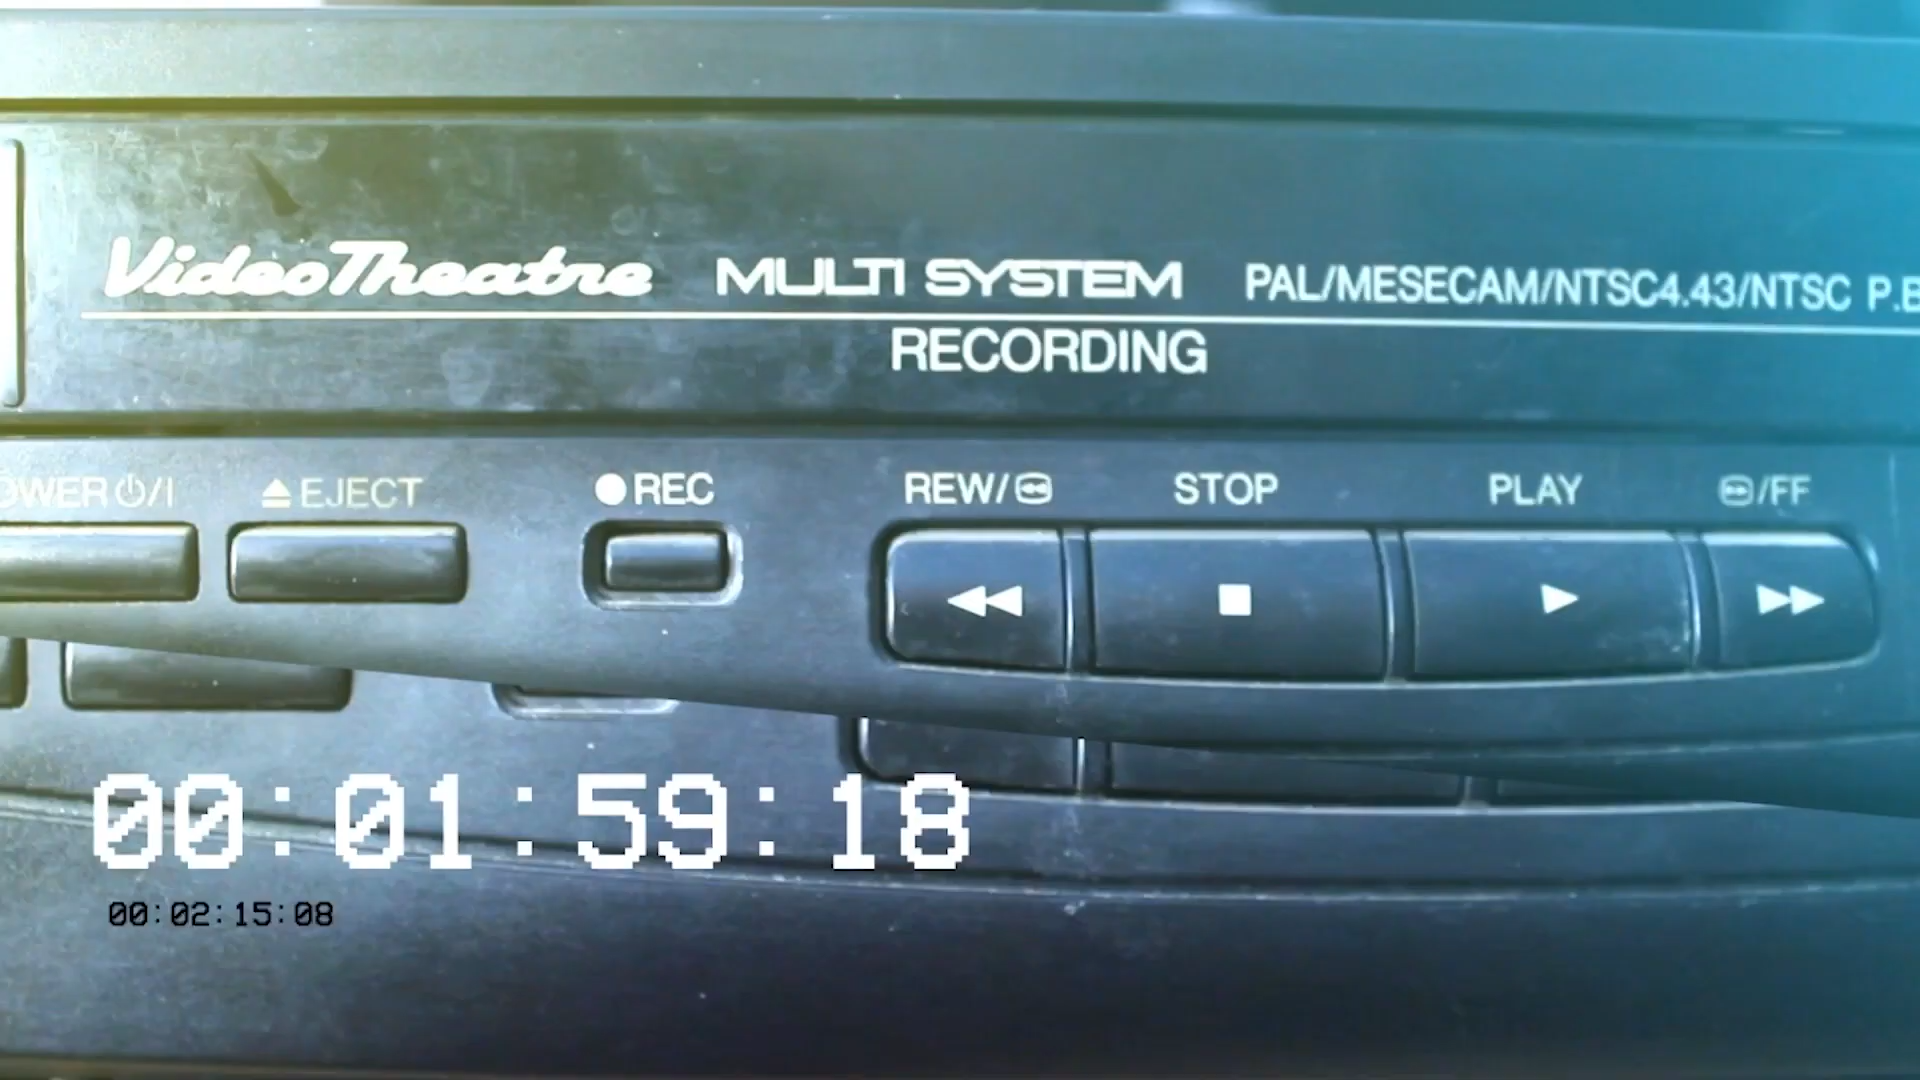 VideoTheatre MULTI SYSTEM PAL/MESECAM/NTSC4.43/NTSC P.B
RECORDING
OWER ⏻/I ⏏ EJECT ● REC REW/ STOP PLAY /FF
00:01:59:18
00:02:15:08